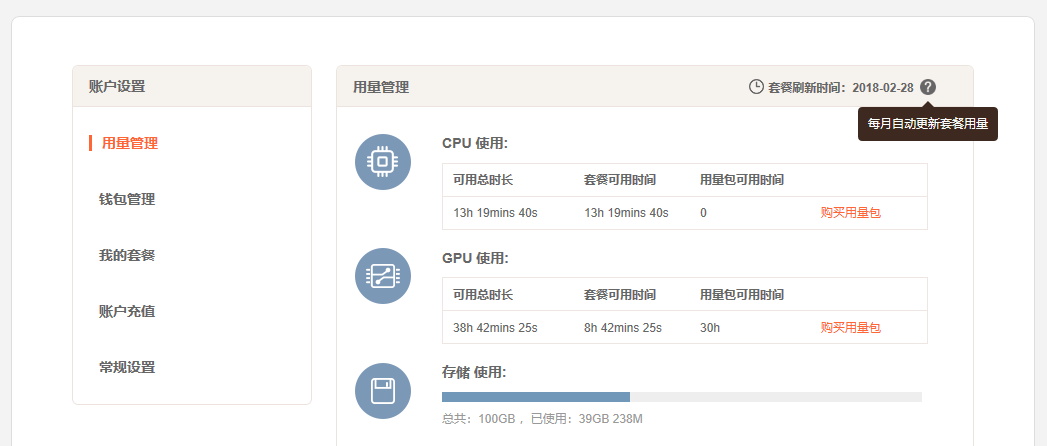 账户设置
用量管理
钱包管理
我的套餐
账户充值
常规设置
用量管理
套餐刷新时间：2018-02-28 ?
每月自动更新套餐用量
CPU 使用:
可用总时长 套餐可用时间 用量包可用时间
13h 19mins 40s 13h 19mins 40s 0 购买用量包
GPU 使用:
可用总时长 套餐可用时间 用量包可用时间
38h 42mins 25s 8h 42mins 25s 30h 购买用量包
存储 使用:
总共：100GB ，已使用：39GB 238M